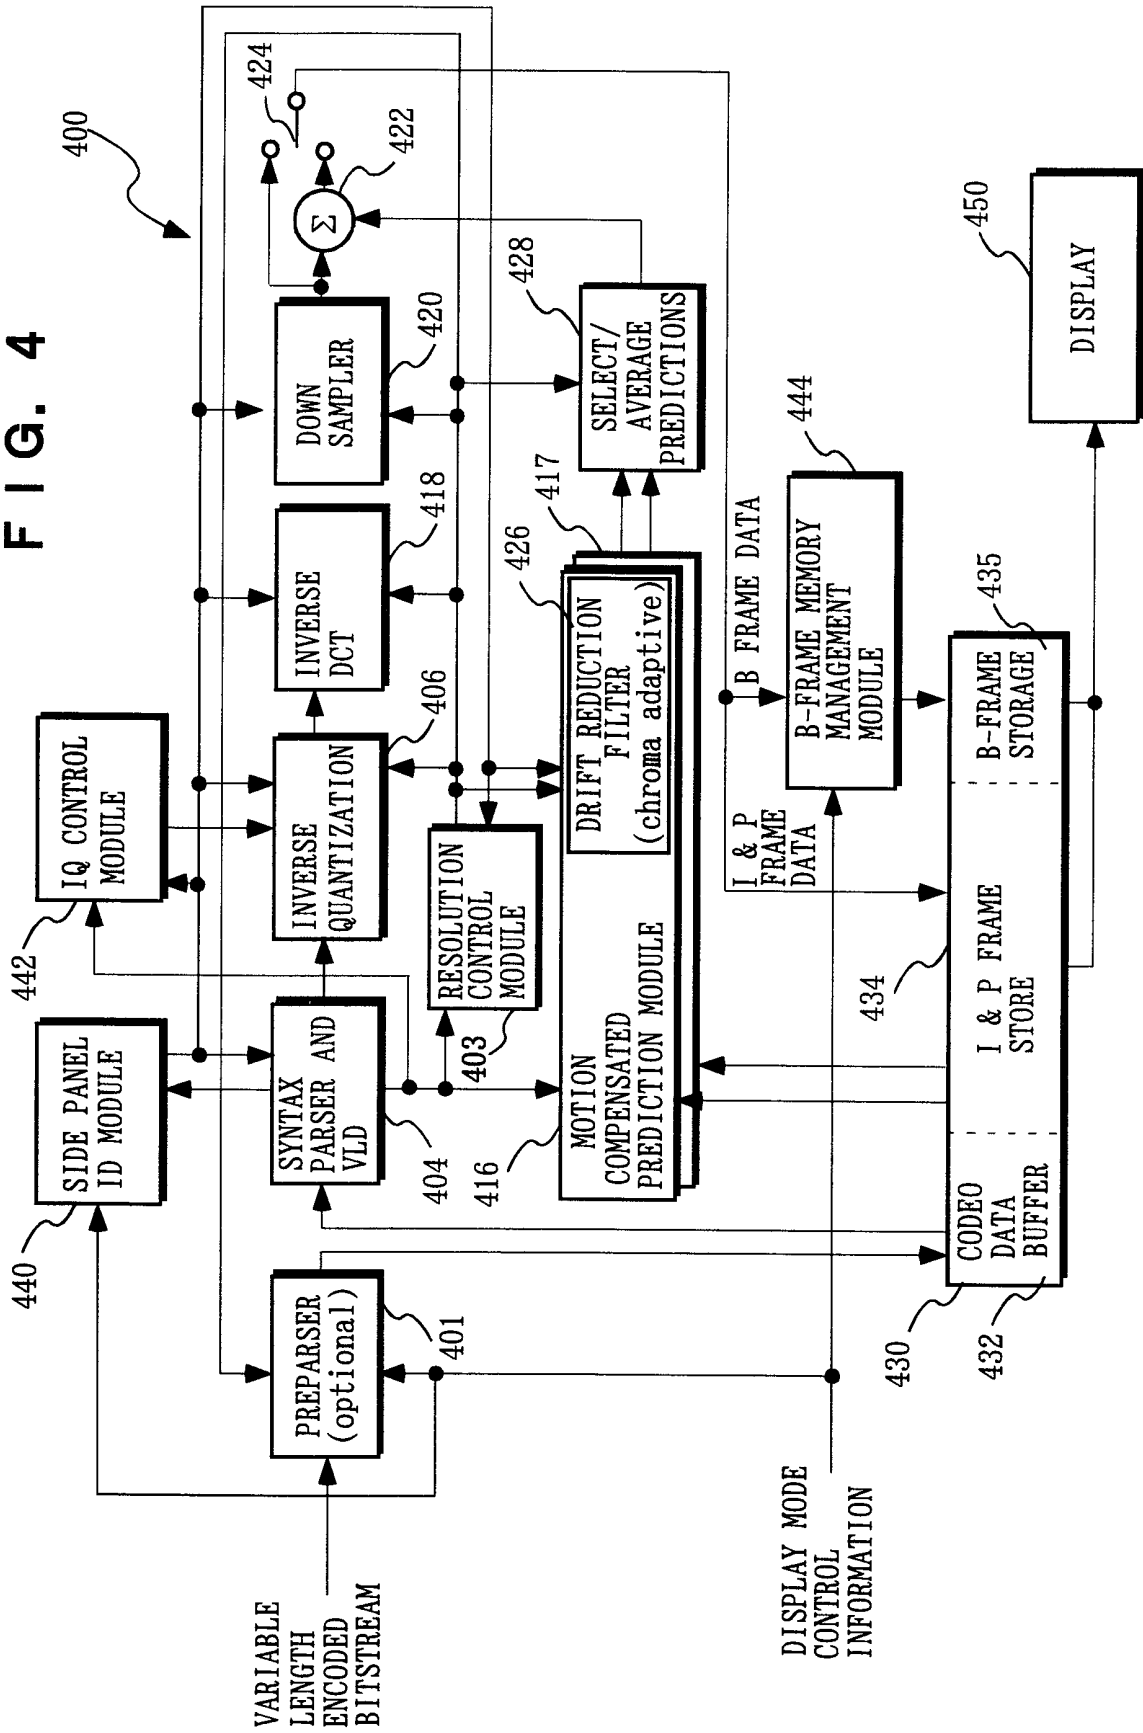 FIG. 4
400
440
SIDE PANEL
ID MODULE
442
IQ CONTROL
MODULE
424
422
Σ
VARIABLE
LENGTH
ENCODED
BITSTREAM
PREPARSER
(optional)
401
SYNTAX
PARSER AND
VLD
404
INVERSE
QUANTIZATION
406
INVERSE
DCT
418
DOWN
SAMPLER
420
RESOLUTION
CONTROL
MODULE
403
416
MOTION
COMPENSATED
PREDICTION MODULE
DRIFT REDUCTION
FILTER
(chroma adaptive)
426
417
SELECT/
AVERAGE
PREDICTIONS
428
I & P
FRAME
DATA
B FRAME DATA
DISPLAY MODE
CONTROL
INFORMATION
B-FRAME MEMORY
MANAGEMENT
MODULE
444
430
432
CODEO
DATA
BUFFER
434
I & P FRAME
STORE
B-FRAME
STORAGE
435
DISPLAY
450